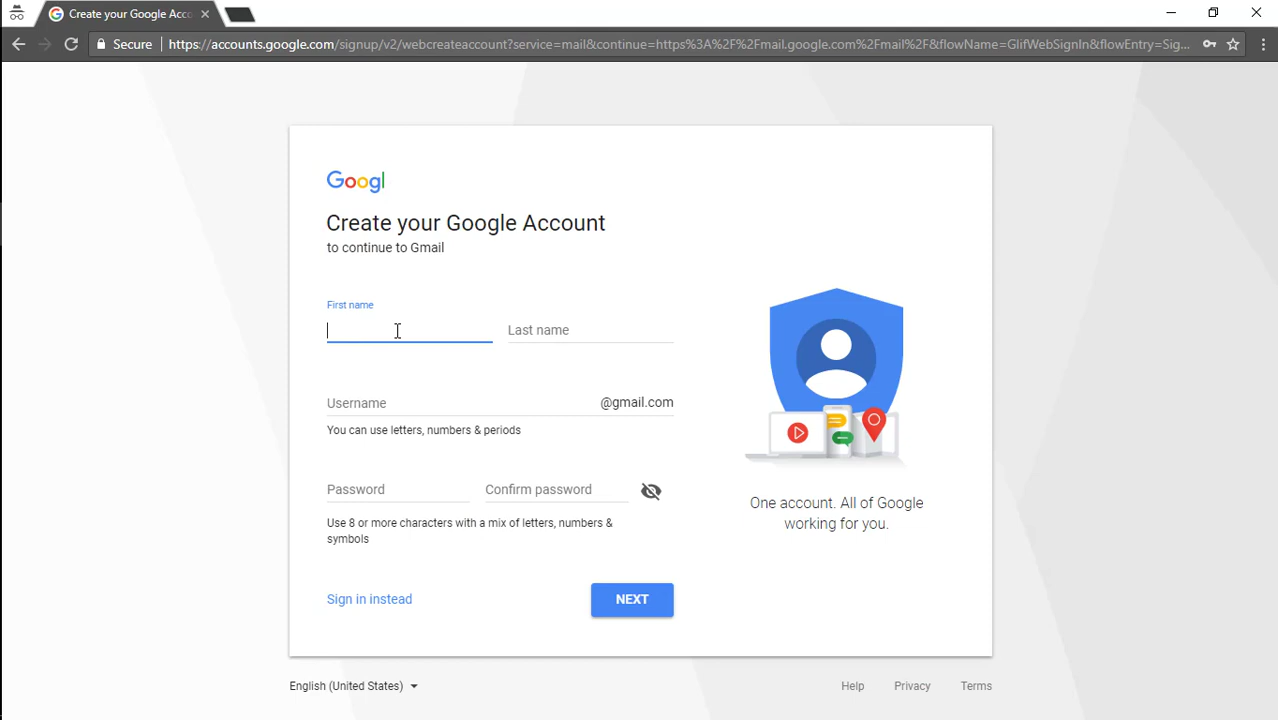 Create your Google Acco
Secure
https://accounts.google.com/signup/v2/webcreateaccount?service=mail&continue=https%3A%2F%2Fmail.google.com%2Fmail%2F&flowName=GlifWebSignIn&flowEntry=Sig...
Googl
Create your Google Account
to continue to Gmail
First name
Last name
Username @gmail.com
You can use letters, numbers & periods
Password Confirm password
Use 8 or more characters with a mix of letters, numbers &
symbols
Sign in instead NEXT
One account. All of Google
working for you.
English (United States)
Help Privacy Terms